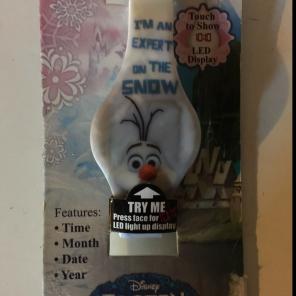 I'M AN
EXPERT
ON THE
SNOW
Touch
to Show
LED
Display
TRY ME
Press face for
LED light up display
Features:
• Time
• Month
• Date
• Year
Disney